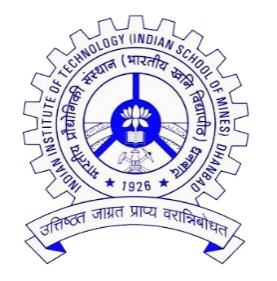 INDIAN INSTITUTE OF TECHNOLOGY (INDIAN SCHOOL OF MINES) DHANBAD
भारतीय प्रौद्योगिकी संस्थान (भारतीय खनि विद्यापीठ) धनबाद
★ 1926 ★
उत्तिष्ठत जाग्रत प्राप्य वरान्निबोधत